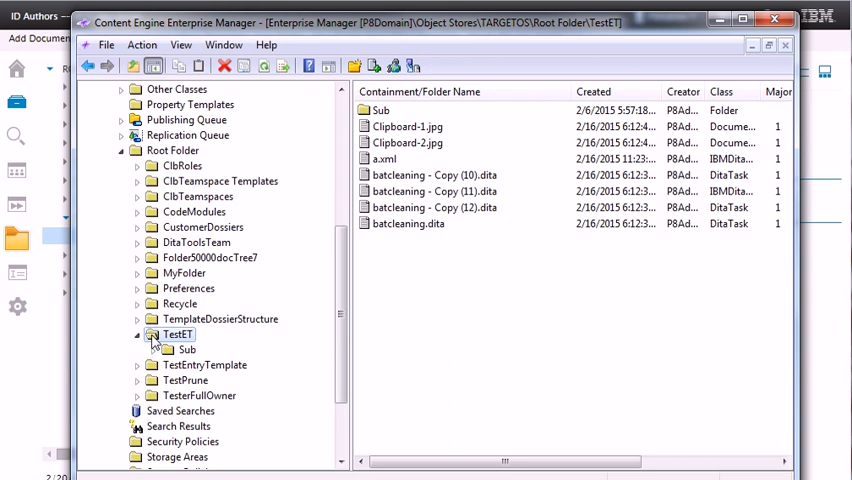 ID Authors
IBM
Add Documen
Content Engine Enterprise Manager - [Enterprise Manager [P8Domain]\Object Stores\TARGETOS\Root Folder\TestET]
File Action View Window Help
Other Classes
Property Templates
Publishing Queue
Replication Queue
Root Folder
ClbRoles
ClbTeamspace Templates
ClbTeamspaces
CodeModules
CustomerDossiers
DitaToolsTeam
Folder50000docTree7
MyFolder
Preferences
Recycle
TemplateDossierStructure
TestET
Sub
TestEntryTemplate
TestPrune
TesterFullOwner
Saved Searches
Search Results
Security Policies
Storage Areas
Containment/Folder Name Created Creator Class Major
Sub 2/6/2015 5:57:18... P8Ad... Folder
Clipboard-1.jpg 2/16/2015 6:12:4... P8Ad... Docume... 1
Clipboard-2.jpg 2/16/2015 6:12:4... P8Ad... Docume... 1
a.xml 2/16/2015 11:23:... P8Ad... IBMDita... 1
batcleaning - Copy (10).dita 2/16/2015 6:12:3... P8Ad... DitaTask 1
batcleaning - Copy (11).dita 2/16/2015 6:12:3... P8Ad... DitaTask 1
batcleaning - Copy (12).dita 2/16/2015 6:12:3... P8Ad... DitaTask 1
batcleaning.dita 2/16/2015 6:12:3... P8Ad... DitaTask 1